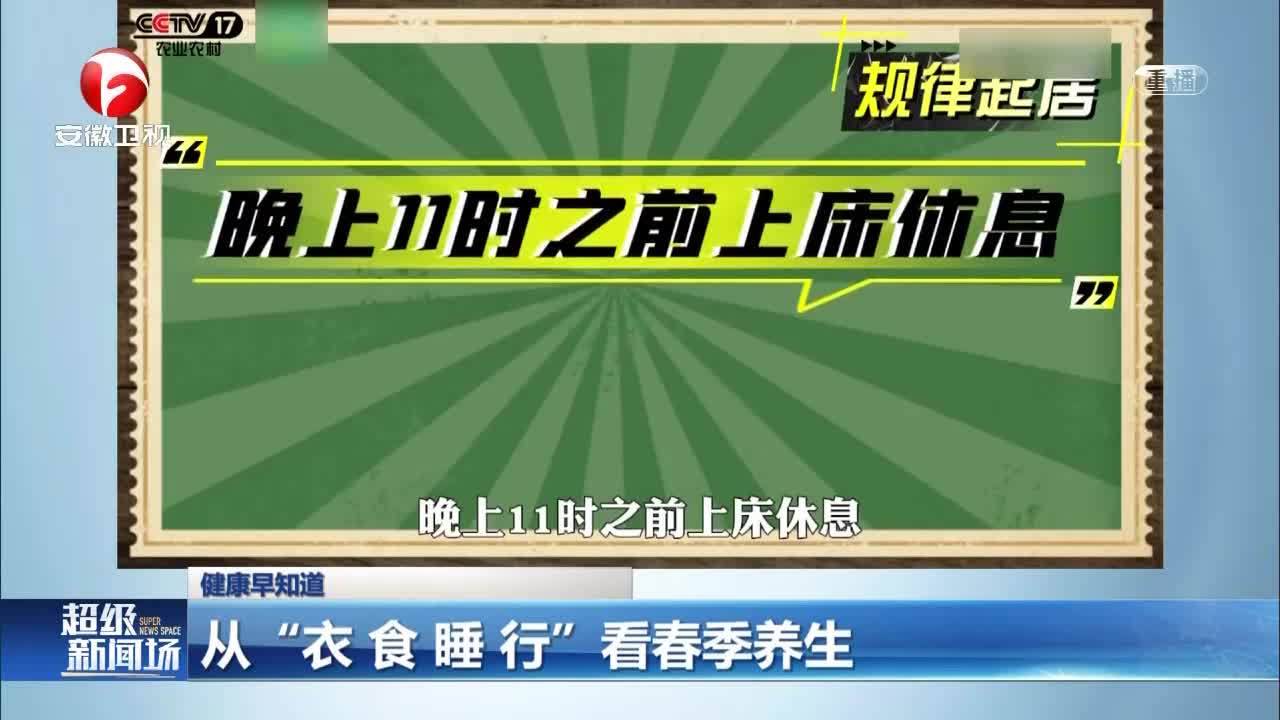 CCTV 17
农业农村
安徽卫视
重播
规律起居
“
晚上11时之前上床休息
”
晚上11时之前上床休息
健康早知道
超级新闻场
SUPER NEWS SPACE
从“衣食睡行”看春季养生